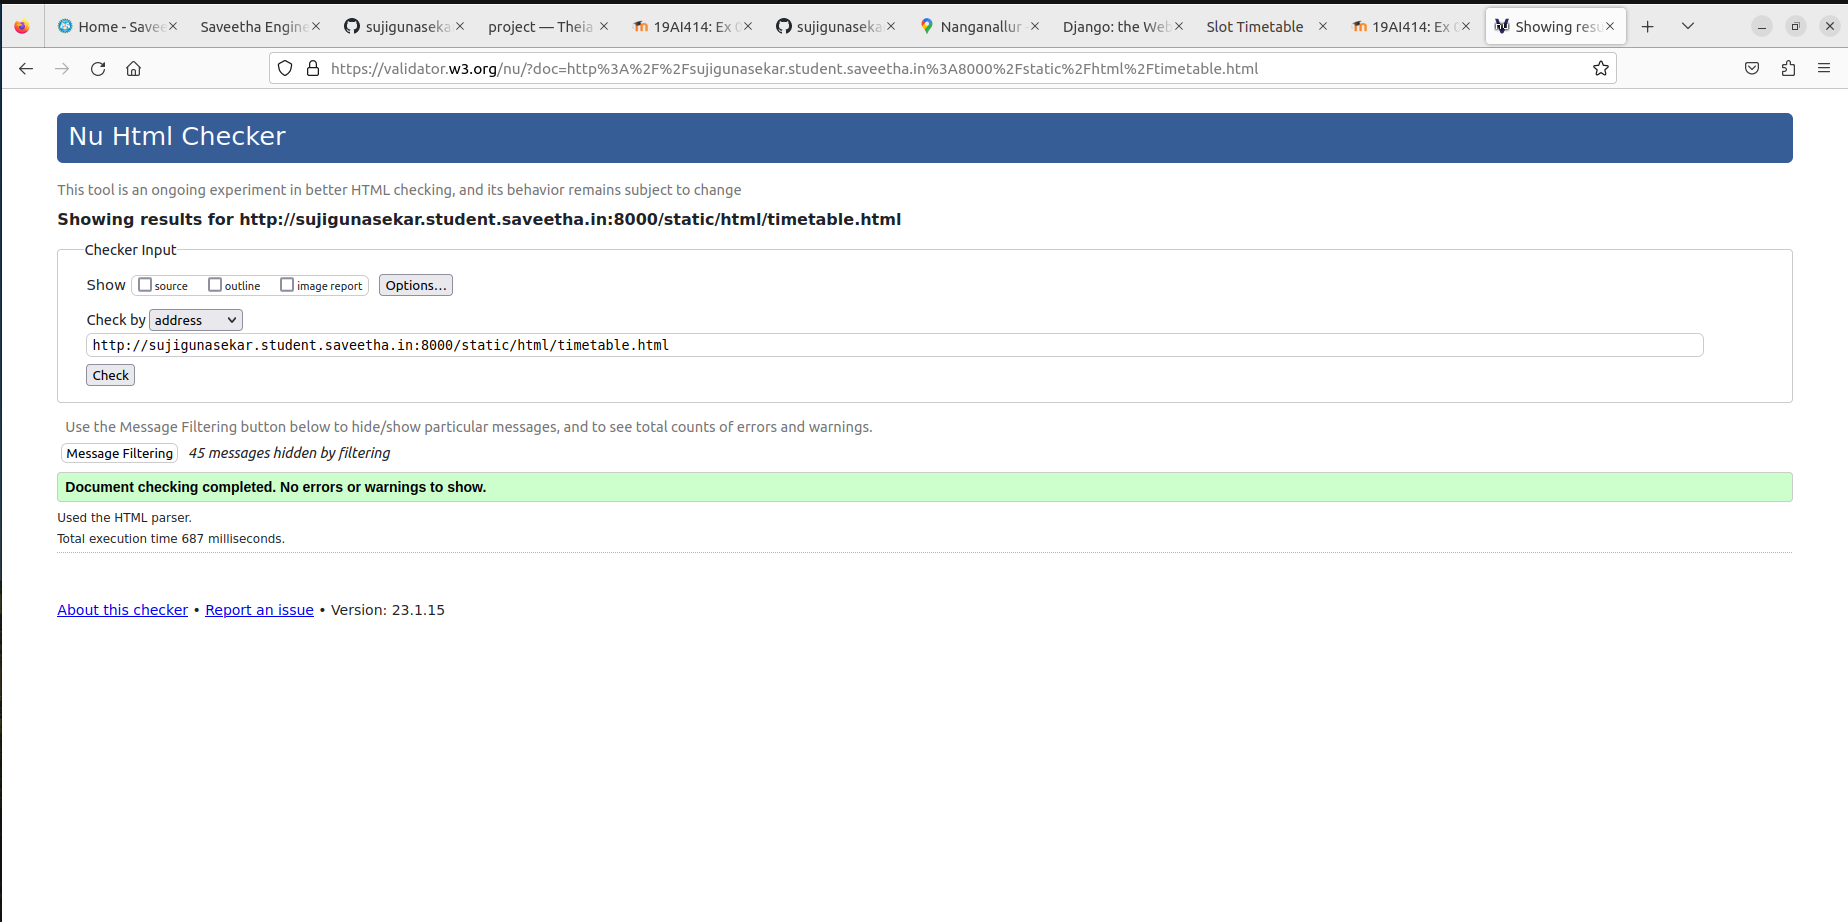 Home - Savee
Saveetha Engine
sujigunaseka
project — Theia
19AI414: Ex 0
sujigunaseka
Nanganallur
Django: the Web
Slot Timetable
19AI414: Ex 0
Showing resu
https://validator.w3.org/nu/?doc=http%3A%2F%2Fsujigunasekar.student.saveetha.in%3A8000%2Fstatic%2Fhtml%2Ftimetable.html
Nu Html Checker
This tool is an ongoing experiment in better HTML checking, and its behavior remains subject to change
Showing results for http://sujigunasekar.student.saveetha.in:8000/static/html/timetable.html
Checker Input
Show source outline image report Options...
Check by address
http://sujigunasekar.student.saveetha.in:8000/static/html/timetable.html
Check
Use the Message Filtering button below to hide/show particular messages, and to see total counts of errors and warnings.
Message Filtering 45 messages hidden by filtering
Document checking completed. No errors or warnings to show.
Used the HTML parser.
Total execution time 687 milliseconds.
About this checker • Report an issue • Version: 23.1.15